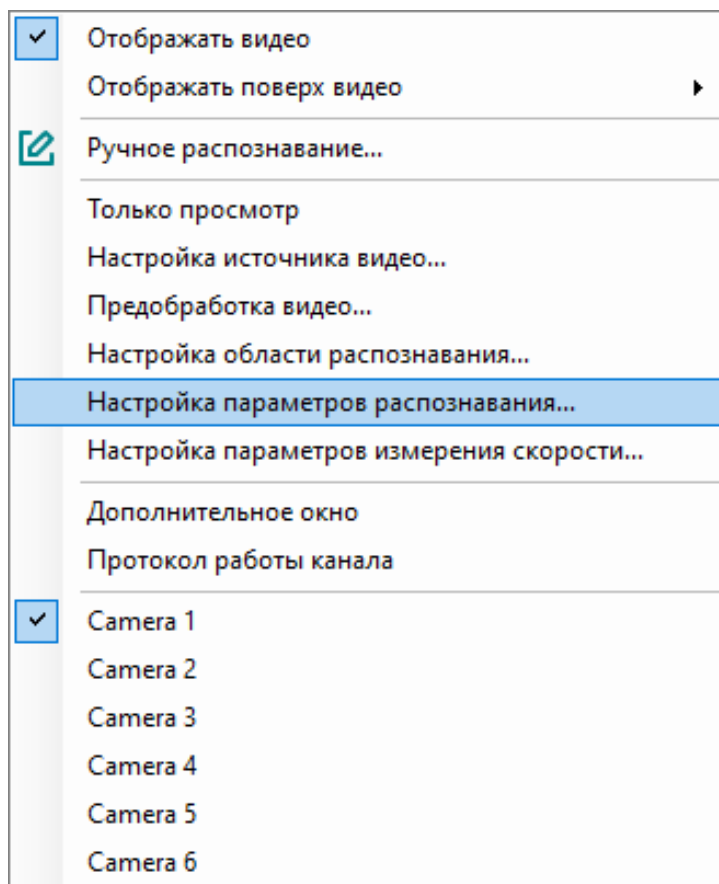 Отображать видео
Отображать поверх видео
Ручное распознавание...
Только просмотр
Настройка источника видео...
Предобработка видео...
Настройка области распознавания...
Настройка параметров распознавания...
Настройка параметров измерения скорости...
Дополнительное окно
Протокол работы канала
Camera 1
Camera 2
Camera 3
Camera 4
Camera 5
Camera 6